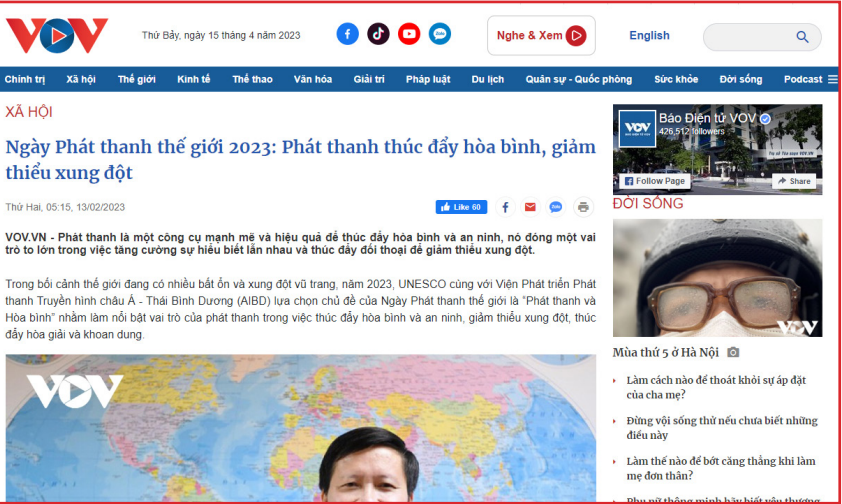 VOV
Thứ Bảy, ngày 15 tháng 4 năm 2023
Zalo
Nghe & Xem
English
Chính trị Xã hội Thế giới Kinh tế Thể thao Văn hóa Giải trí Pháp luật Du lịch Quân sự - Quốc phòng Sức khỏe Đời sống Podcast
XÃ HỘI
Ngày Phát thanh thế giới 2023: Phát thanh thúc đẩy hòa bình, giảm
thiểu xung đột
Thứ Hai, 05:15, 13/02/2023
Like 60
Zalo
VOV.VN - Phát thanh là một công cụ mạnh mẽ và hiệu quả để thúc đẩy hòa bình và an ninh, nó đóng một vai
trò to lớn trong việc tăng cường sự hiểu biết lẫn nhau và thúc đẩy đối thoại để giảm thiểu xung đột.
Trong bối cảnh thế giới đang có nhiều bất ổn và xung đột vũ trang, năm 2023, UNESCO cùng với Viện Phát triển Phát
thanh Truyền hình châu Á - Thái Bình Dương (AIBD) lựa chọn chủ đề của Ngày Phát thanh thế giới là "Phát thanh và
Hòa bình" nhằm làm nổi bật vai trò của phát thanh trong việc thúc đẩy hòa bình và an ninh, giảm thiểu xung đột, thúc
đẩy hòa giải và khoan dung.
VOV
VOV
Báo Điện tử VOV
426,512 followers
Follow Page
Share
ĐỜI SỐNG
VOV
Mùa thứ 5 ở Hà Nội
Làm cách nào để thoát khỏi sự áp đặt
của cha mẹ?
Đừng vội sống thử nếu chưa biết những
điều này
Làm thế nào để bớt căng thẳng khi làm
mẹ đơn thân?
Phụ nữ thông minh hãy biết yêu thương